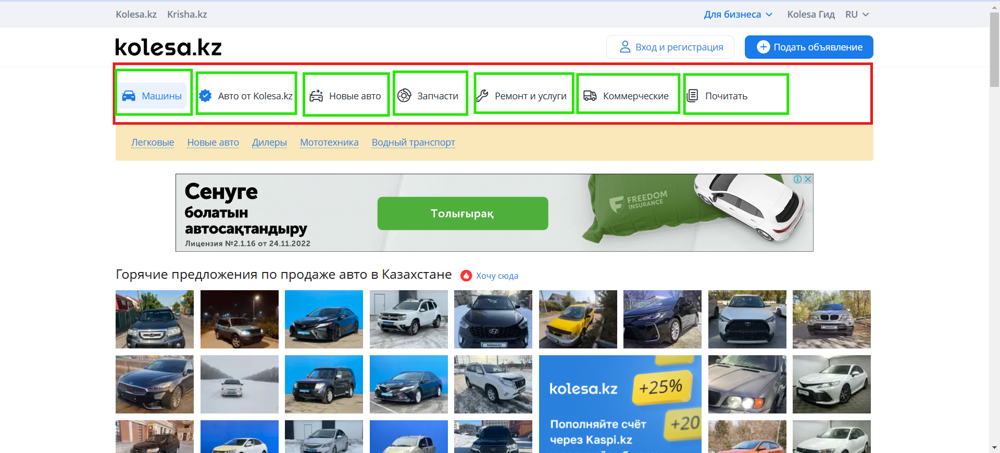 Kolesa.kz Krisha.kz Для бизнеса Kolesa Гид RU
kolesa.kz Вход и регистрация Подать объявление
Машины Авто от Kolesa.kz Новые авто Запчасти Ремонт и услуги Коммерческие Почитать
Легковые Новые авто Дилеры Мототехника Водный транспорт
Сенуге
болатын
автосақтандыру
Лицензия №2.1.16 от 24.11.2022
Толығырақ
FREEDOM
INSURANCE
Горячие предложения по продаже авто в Казахстане Хочу сюда
kolesa.kz
kolesa.kz +25%
+20
Пополняйте счёт
через Kaspi.kz